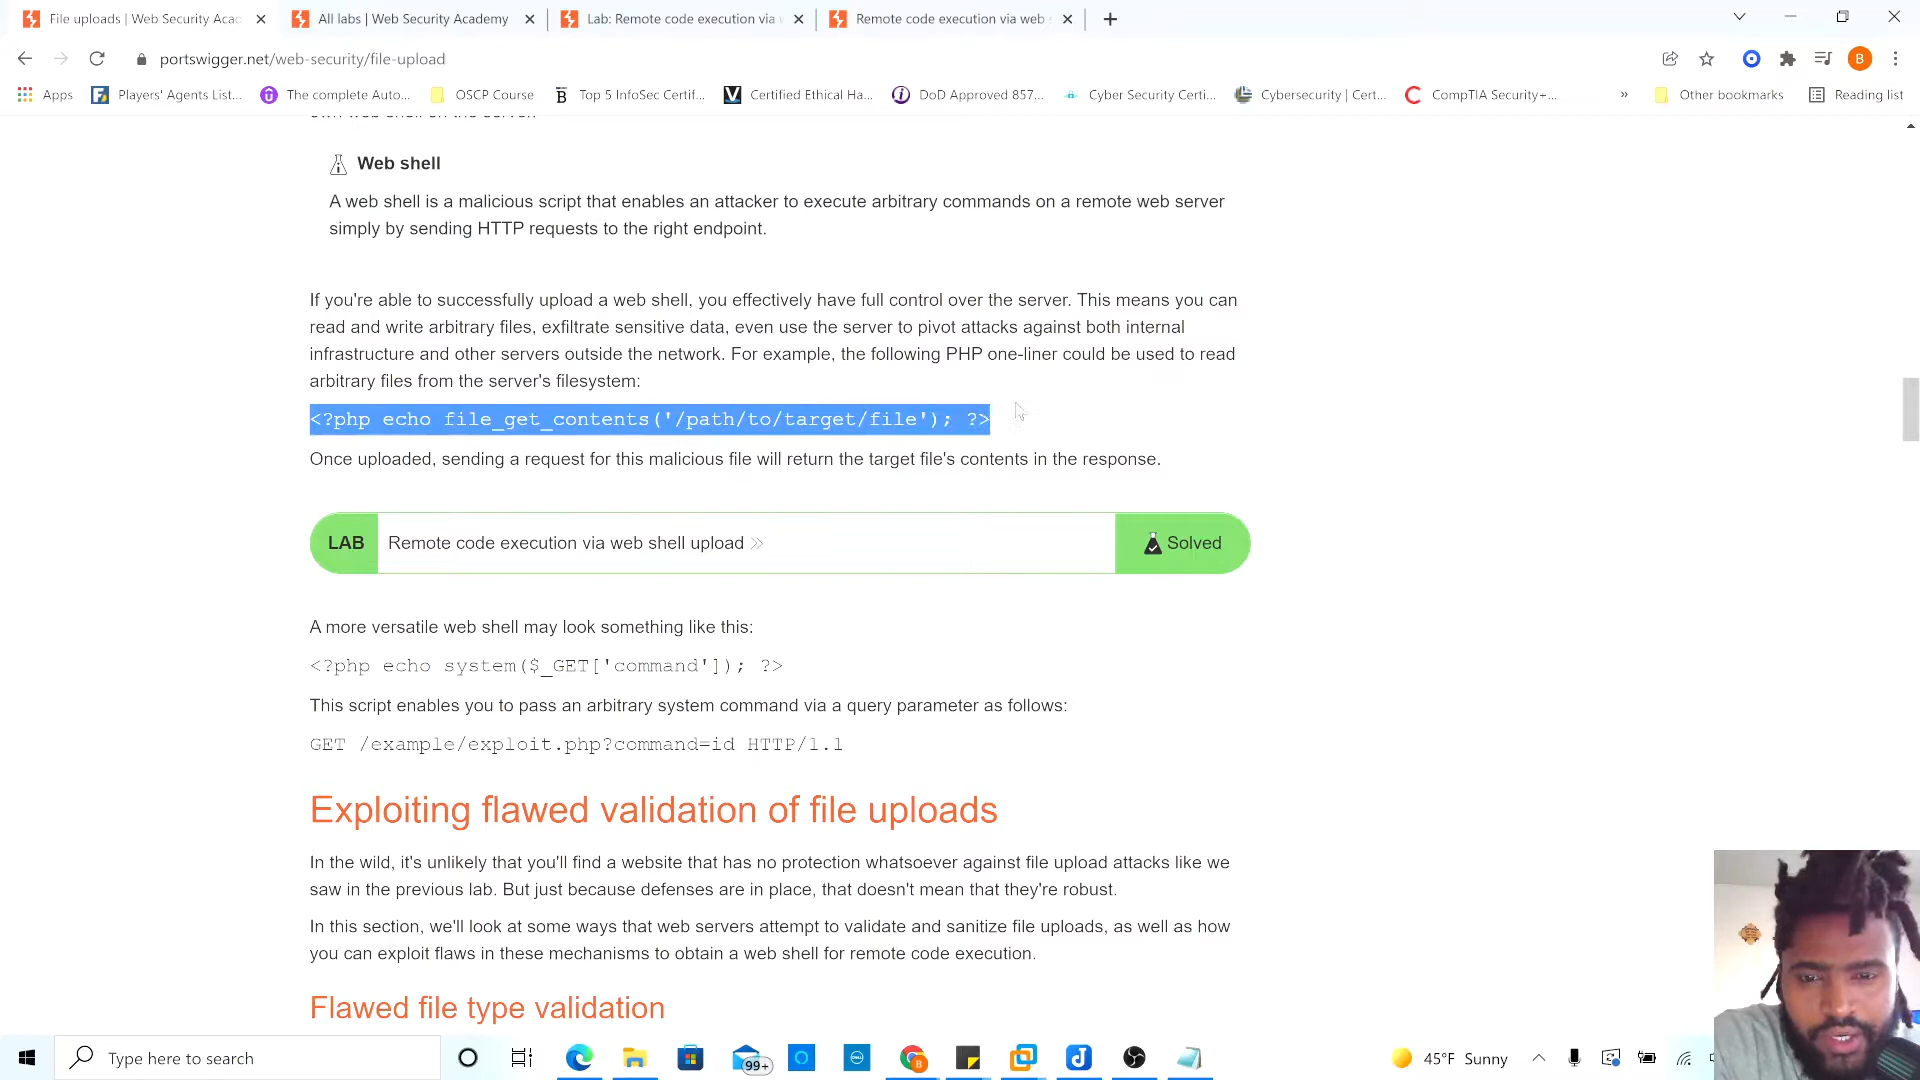 File uploads | Web Security Aca
All labs | Web Security Academy
Lab: Remote code execution via
Remote code execution via web
portswigger.net/web-security/file-upload
B
Apps
Players' Agents List...
The complete Auto...
OSCP Course
Top 5 InfoSec Certif...
Certified Ethical Ha...
DoD Approved 857...
Cyber Security Certi...
Cybersecurity | Cert...
CompTIA Security+...
»
Other bookmarks
Reading list
own web shell on the server.
Web shell
A web shell is a malicious script that enables an attacker to execute arbitrary commands on a remote web server
simply by sending HTTP requests to the right endpoint.
If you're able to successfully upload a web shell, you effectively have full control over the server. This means you can
read and write arbitrary files, exfiltrate sensitive data, even use the server to pivot attacks against both internal
infrastructure and other servers outside the network. For example, the following PHP one-liner could be used to read
arbitrary files from the server's filesystem:
<?php echo file_get_contents('/path/to/target/file'); ?>
Once uploaded, sending a request for this malicious file will return the target file's contents in the response.
LAB
Remote code execution via web shell upload »
Solved
A more versatile web shell may look something like this:
<?php echo system($_GET['command']); ?>
This script enables you to pass an arbitrary system command via a query parameter as follows:
GET /example/exploit.php?command=id HTTP/1.1
Exploiting flawed validation of file uploads
In the wild, it's unlikely that you'll find a website that has no protection whatsoever against file upload attacks like we
saw in the previous lab. But just because defenses are in place, that doesn't mean that they're robust.
In this section, we'll look at some ways that web servers attempt to validate and sanitize file uploads, as well as how
you can exploit flaws in these mechanisms to obtain a web shell for remote code execution.
Flawed file type validation
Type here to search
99+
45°F Sunny